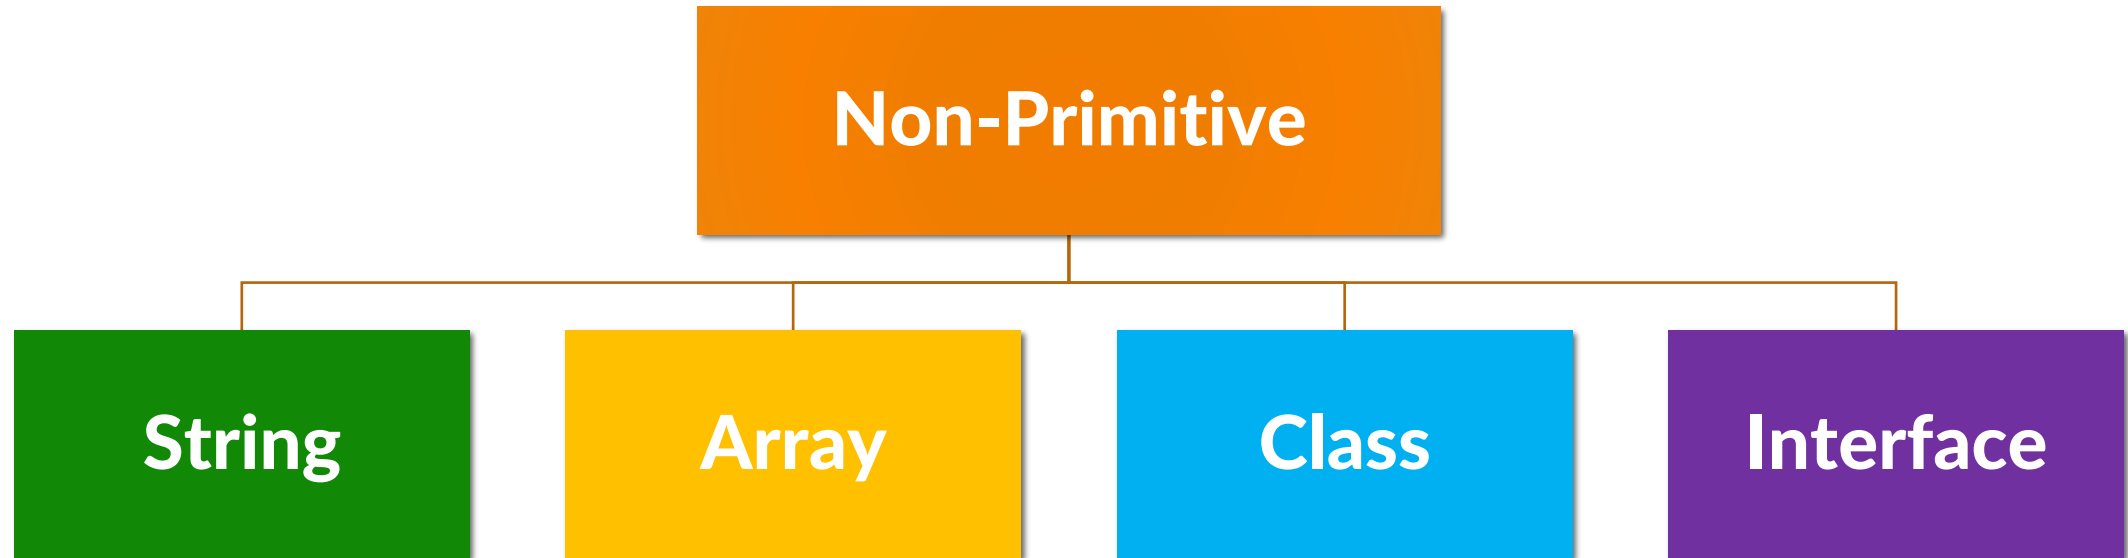 Non-Primitive
String
Array
Class
Interface